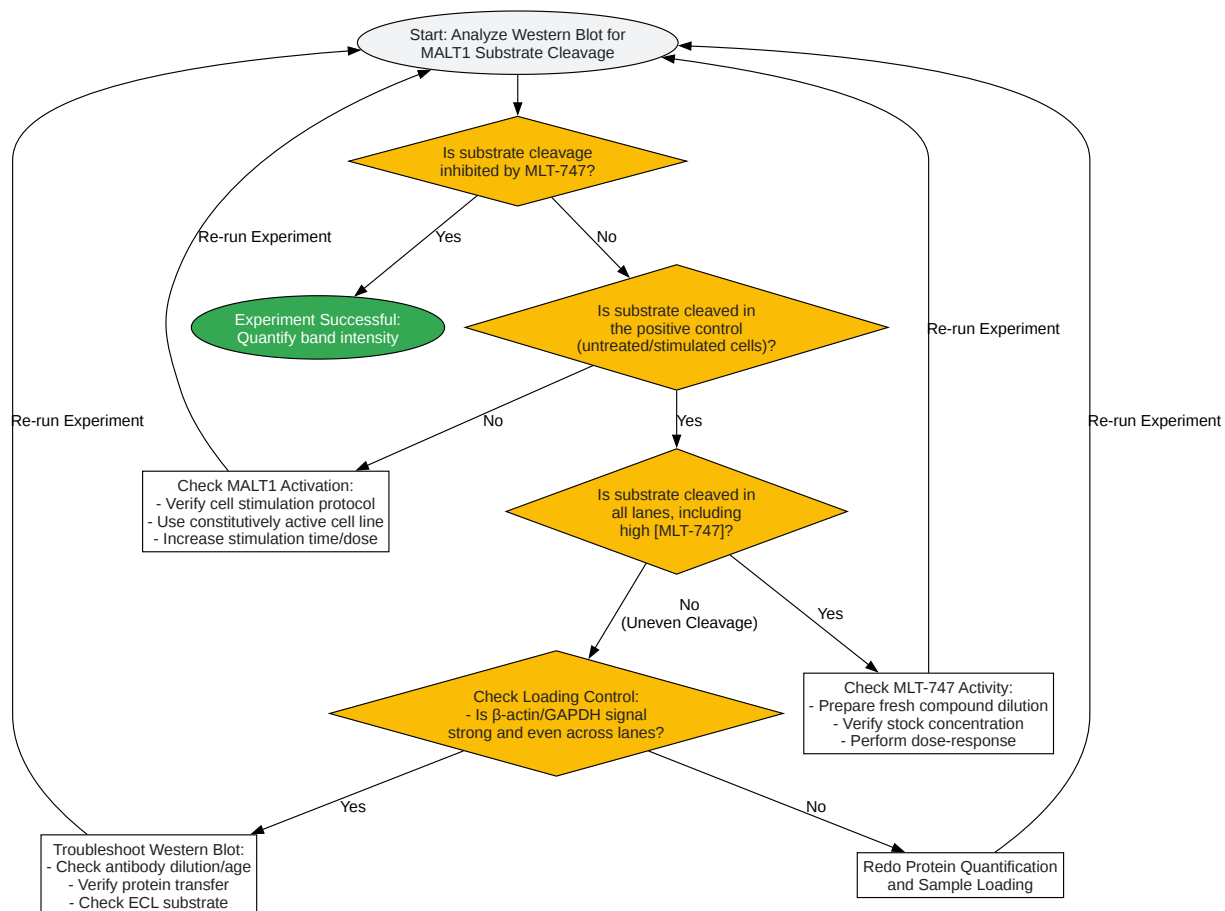 Start: Analyze Western Blot for
MALT1 Substrate Cleavage
Is substrate cleavage
inhibited by MLT-747?
Re-run Experiment
Yes
No
Experiment Successful:
Quantify band intensity
Is substrate cleaved in
the positive control
(untreated/stimulated cells)?
Re-run Experiment
Re-run Experiment
No
Yes
Re-run Experiment
Check MALT1 Activation:
- Verify cell stimulation protocol
- Use constitutively active cell line
- Increase stimulation time/dose
Is substrate cleaved in
all lanes, including
high [MLT-747]?
No
(Uneven Cleavage)
Yes
Check Loading Control:
- Is β-actin/GAPDH signal
strong and even across lanes?
Check MLT-747 Activity:
- Prepare fresh compound dilution
- Verify stock concentration
- Perform dose-response
Yes
No
Troubleshoot Western Blot:
- Check antibody dilution/age
- Verify protein transfer
- Check ECL substrate
Redo Protein Quantification
and Sample Loading